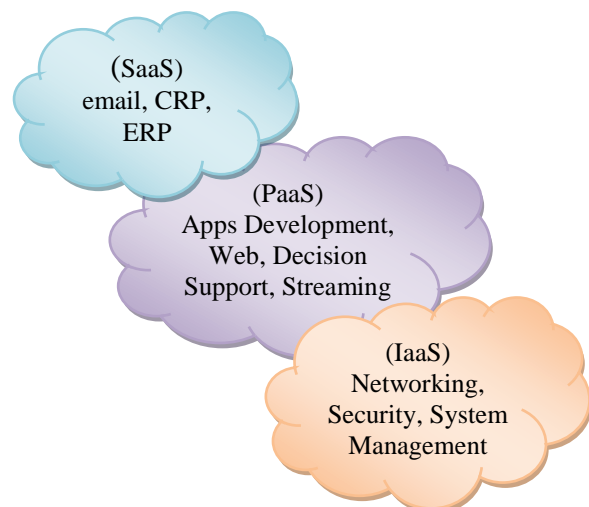 (SaaS)
email, CRP,
ERP
(PaaS)
Apps Development,
Web, Decision
Support, Streaming
(IaaS)
Networking,
Security, System
Management